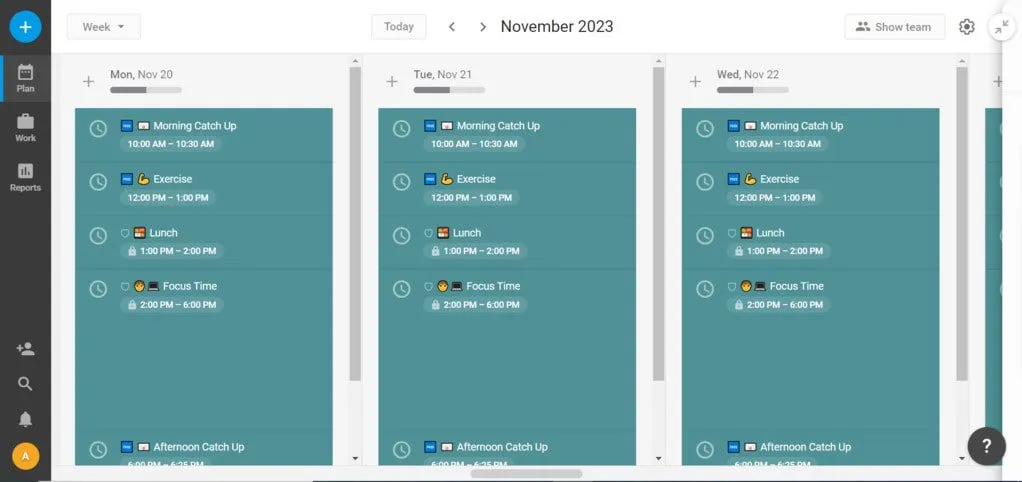 Week
Today
November 2023
Show team
Plan
Work
Reports
A
Mon, Nov 20
Morning Catch Up
10:00 AM – 10:30 AM
Exercise
12:00 PM – 1:00 PM
Lunch
1:00 PM – 2:00 PM
Focus Time
2:00 PM – 6:00 PM
Afternoon Catch Up
6:00 PM – 6:25 PM
Tue, Nov 21
Morning Catch Up
10:00 AM – 10:30 AM
Exercise
12:00 PM – 1:00 PM
Lunch
1:00 PM – 2:00 PM
Focus Time
2:00 PM – 6:00 PM
Afternoon Catch Up
6:00 PM – 6:25 PM
Wed, Nov 22
Morning Catch Up
10:00 AM – 10:30 AM
Exercise
12:00 PM – 1:00 PM
Lunch
1:00 PM – 2:00 PM
Focus Time
2:00 PM – 6:00 PM
Afternoon Catch Up
6:00 PM – 6:25 PM
?